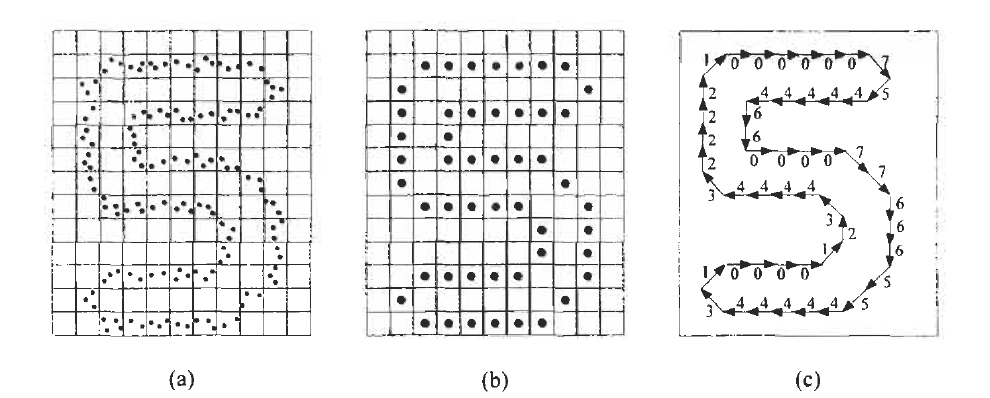 1 0 0 0 0 0 7
2 4 4 4 4 4 5
2 6
2 6
2 0 0 0 0 7
3 4 4 4 4 7
3 6
2 6
1 6
1 0 0 0 0 5
3 4 4 4 4 4 5
(a) (b) (c)